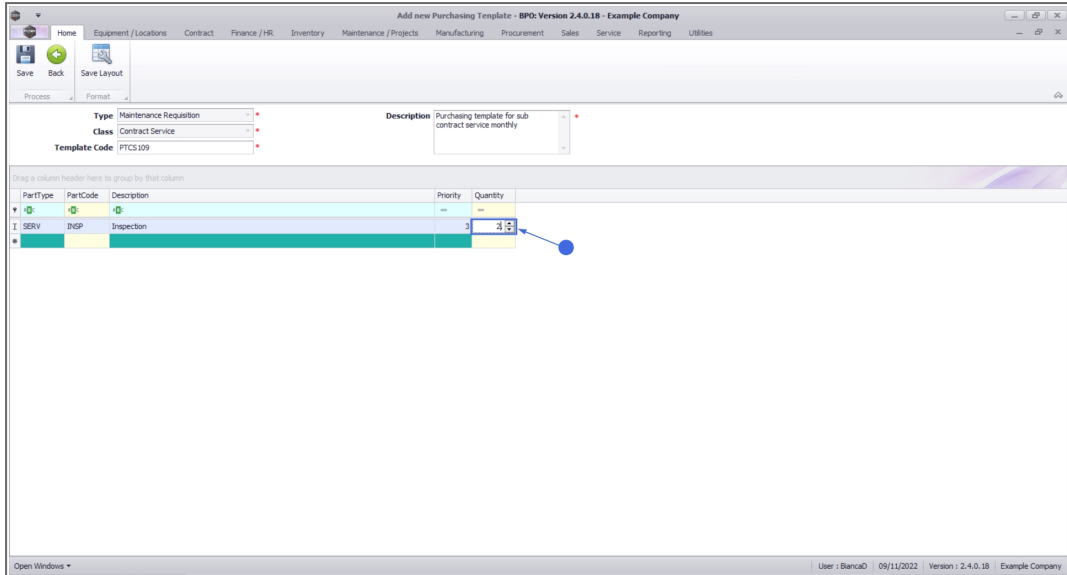 Add new Purchasing Template - BPO: Version 2.4.0.18 - Example Company
Home Equipment / Locations Contract Finance / HR Inventory Maintenance / Projects Manufacturing Procurement Sales Service Reporting Utilities
Save Back Save Layout
Process Format
Type Maintenance Requisition * Description Purchasing template for sub *
contract service monthly
Class Contract Service *
Template Code PTCS109 *
Drag a column header here to group by that column
PartType PartCode Description Priority Quantity
SERV INSP Inspection 3 2
Open Windows User : BiancaD 09/11/2022 Version : 2.4.0.18 Example Company